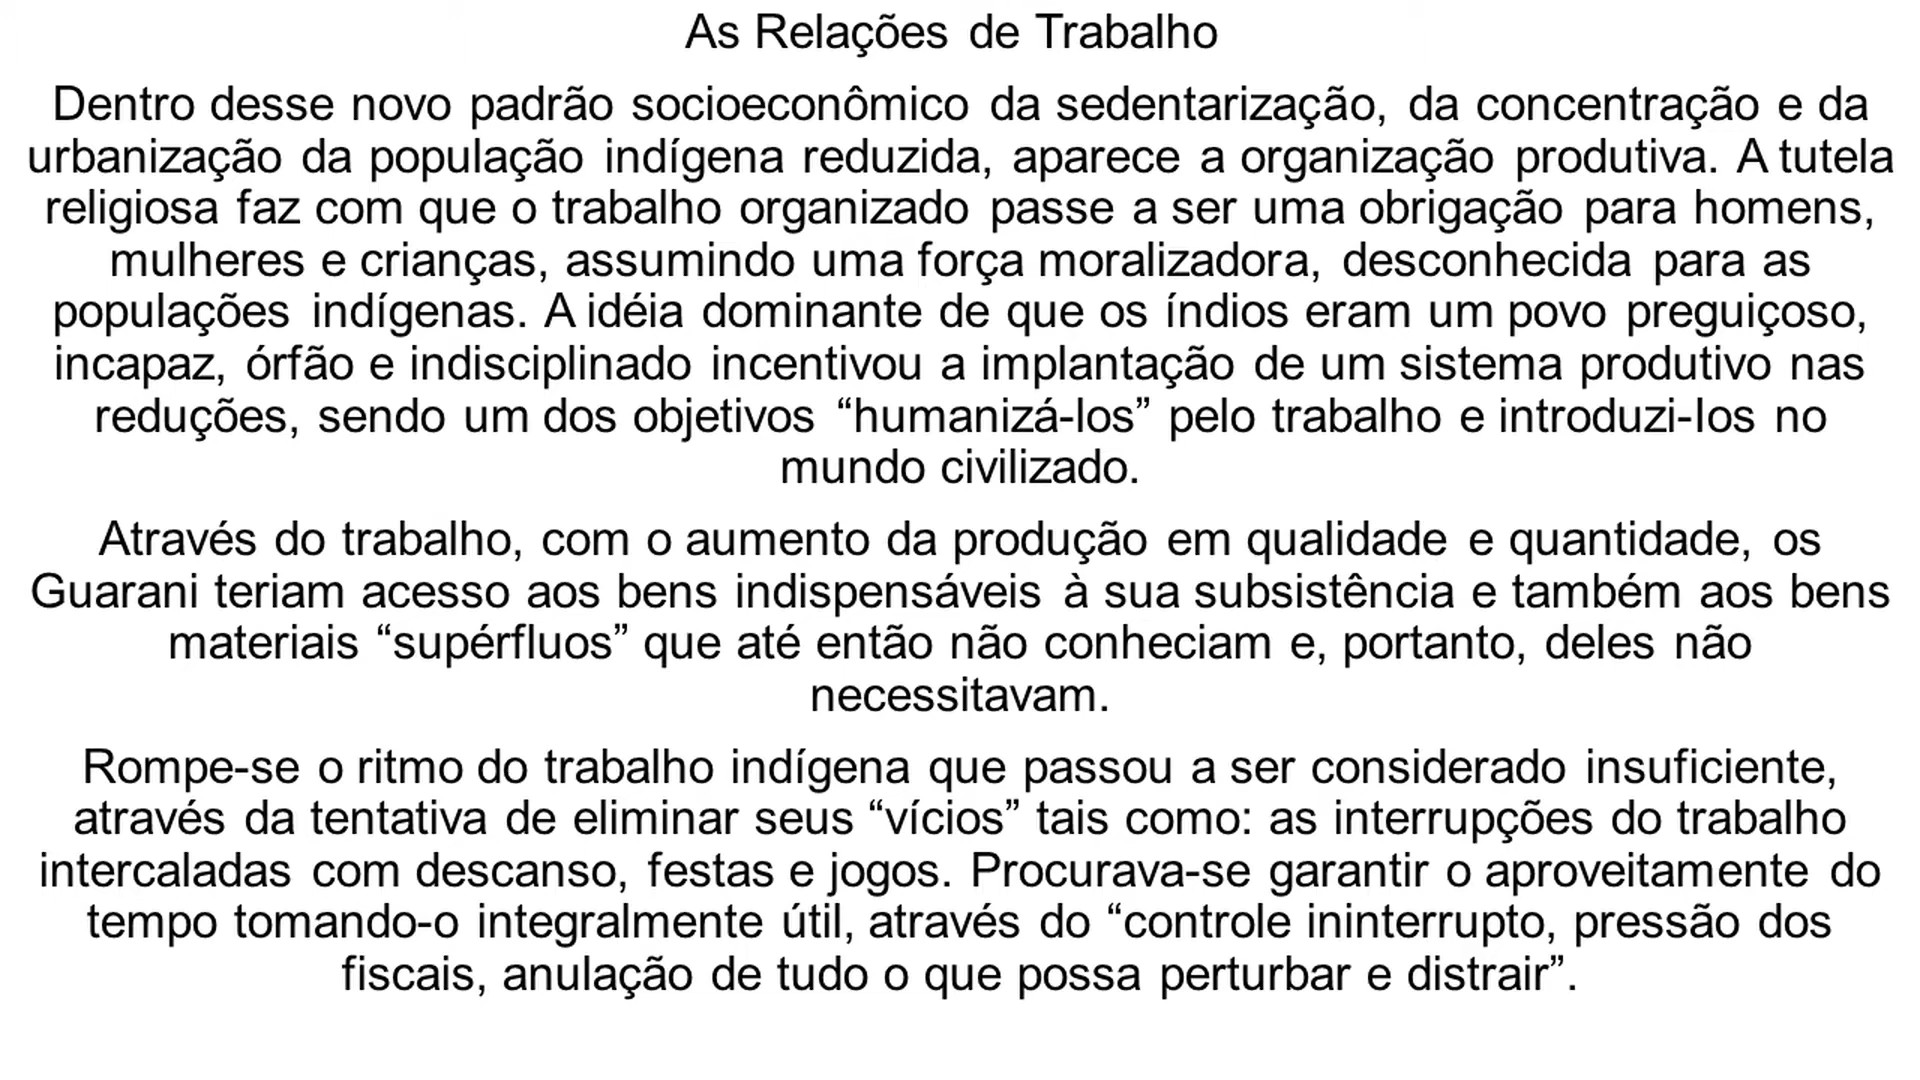 As Relações de Trabalho
Dentro desse novo padrão socioeconômico da sedentarização, da concentração e da
urbanização da população indígena reduzida, aparece a organização produtiva. A tutela
religiosa faz com que o trabalho organizado passe a ser uma obrigação para homens,
mulheres e crianças, assumindo uma força moralizadora, desconhecida para as
populações indígenas. A idéia dominante de que os índios eram um povo preguiçoso,
incapaz, órfão e indisciplinado incentivou a implantação de um sistema produtivo nas
reduções, sendo um dos objetivos “humanizá-los” pelo trabalho e introduzi-Ios no
mundo civilizado.
Através do trabalho, com o aumento da produção em qualidade e quantidade, os
Guarani teriam acesso aos bens indispensáveis à sua subsistência e também aos bens
materiais “supérfluos” que até então não conheciam e, portanto, deles não
necessitavam.
Rompe-se o ritmo do trabalho indígena que passou a ser considerado insuficiente,
através da tentativa de eliminar seus “vícios” tais como: as interrupções do trabalho
intercaladas com descanso, festas e jogos. Procurava-se garantir o aproveitamente do
tempo tomando-o integralmente útil, através do “controle ininterrupto, pressão dos
fiscais, anulação de tudo o que possa perturbar e distrair”.